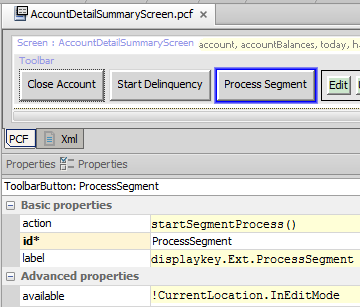 AccountDetailSummaryScreen.pcf
Screen : AccountDetailSummaryScreen account, accountBalances, today, h
Toolbar
Close Account Start Delinquency Process Segment Edit
PCF Xml
Properties Properties
ToolbarButton: ProcessSegment
Basic properties
action startSegmentProcess()
id* ProcessSegment
label displaykey.Ext.ProcessSegment
Advanced properties
available !CurrentLocation.InEditMode